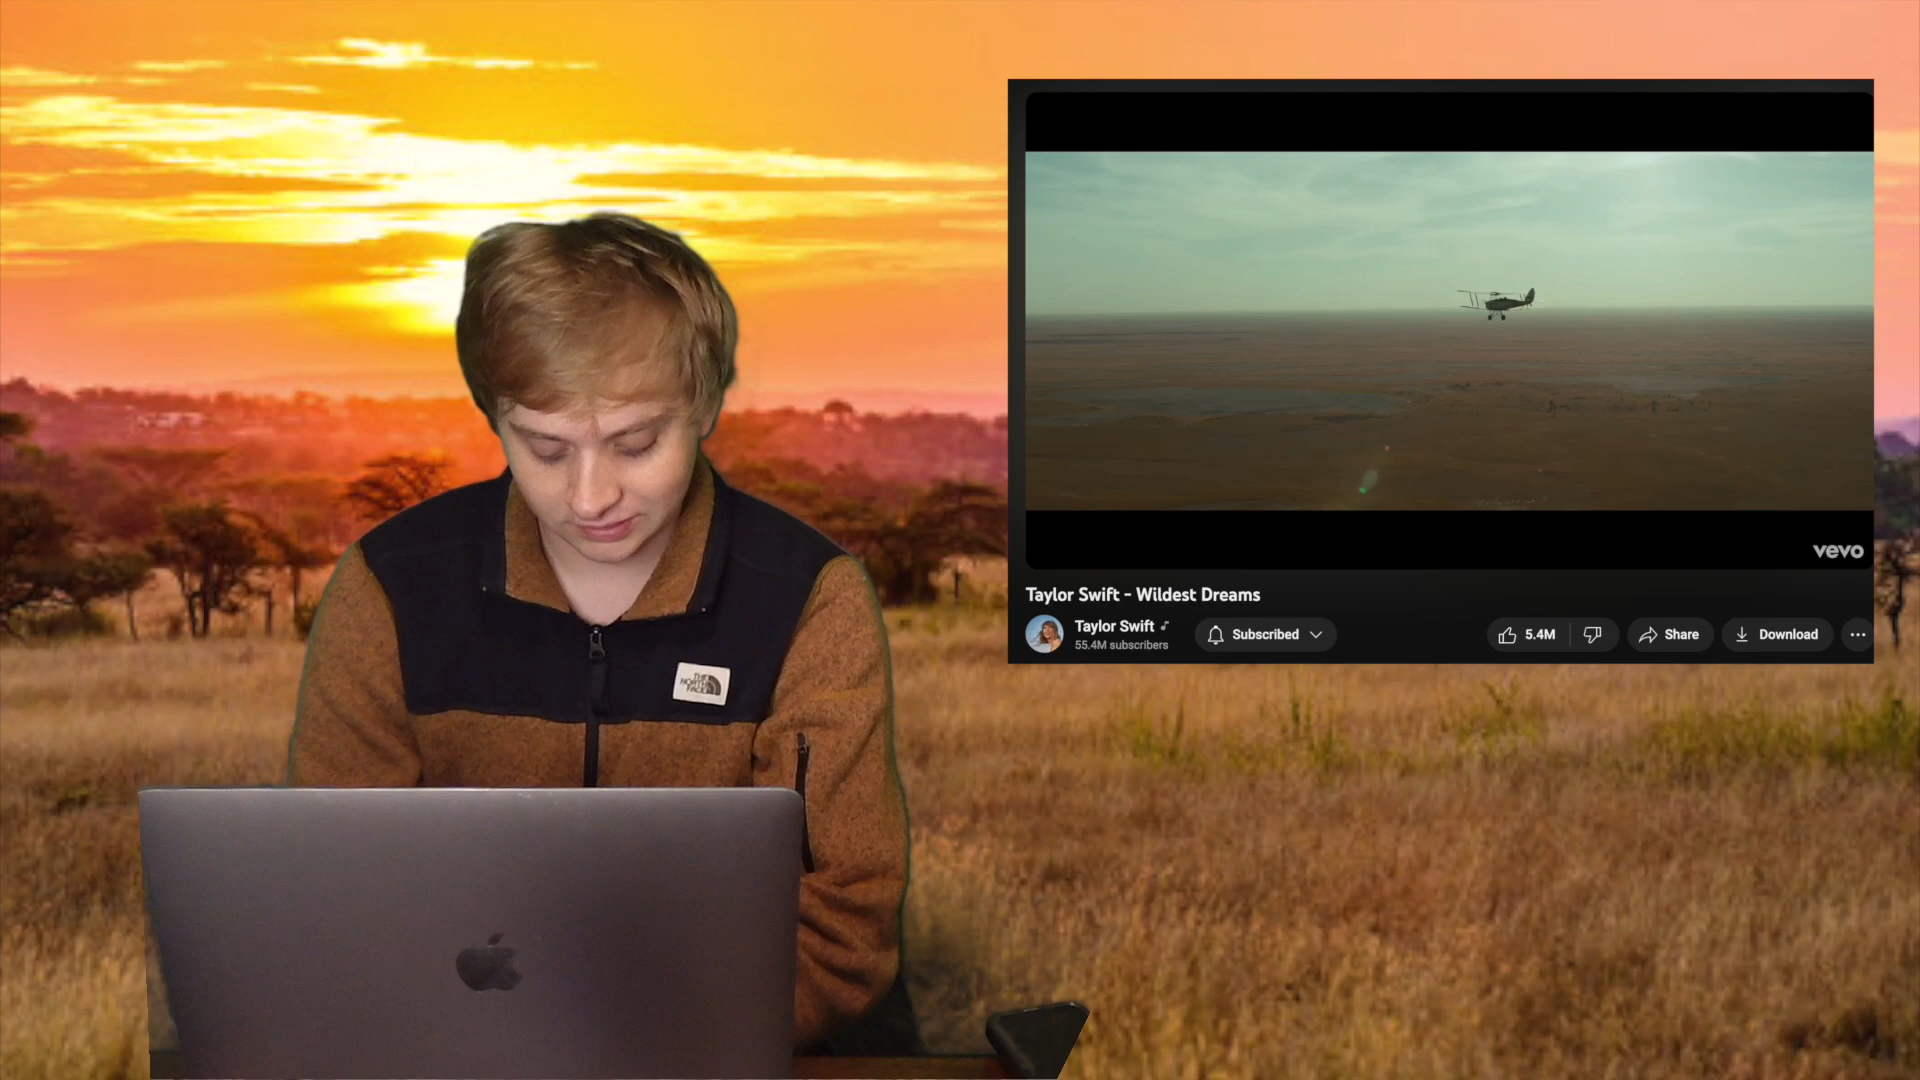 THE
NORTH
FACE
vevo
Taylor Swift - Wildest Dreams
Taylor Swift
55.4M subscribers
Subscribed
5.4M
Share
Download